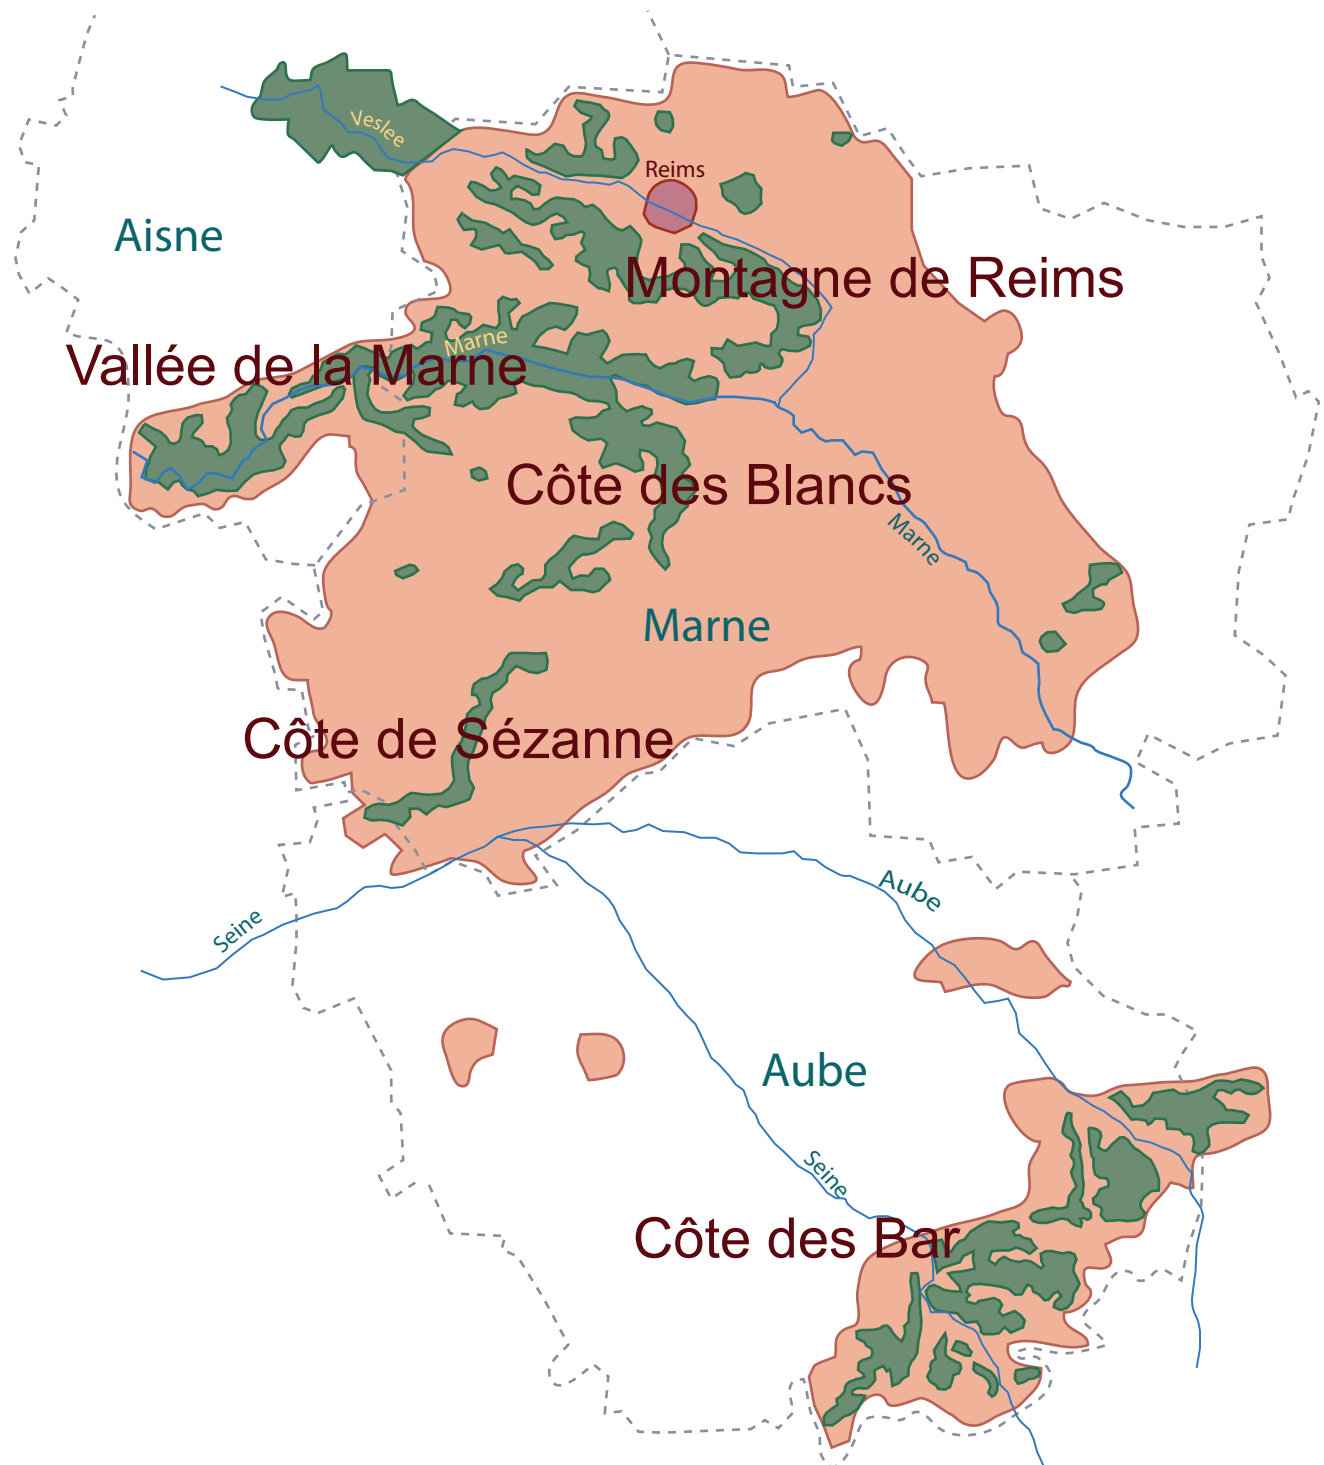 Veslee
Reims
Aisne
Montagne de Reims
Marne
Vallée de la Marne
Côte des Blancs
Marne
Marne
Côte de Sézanne
Aube
Seine
Aube
Seine
Côte des Bar